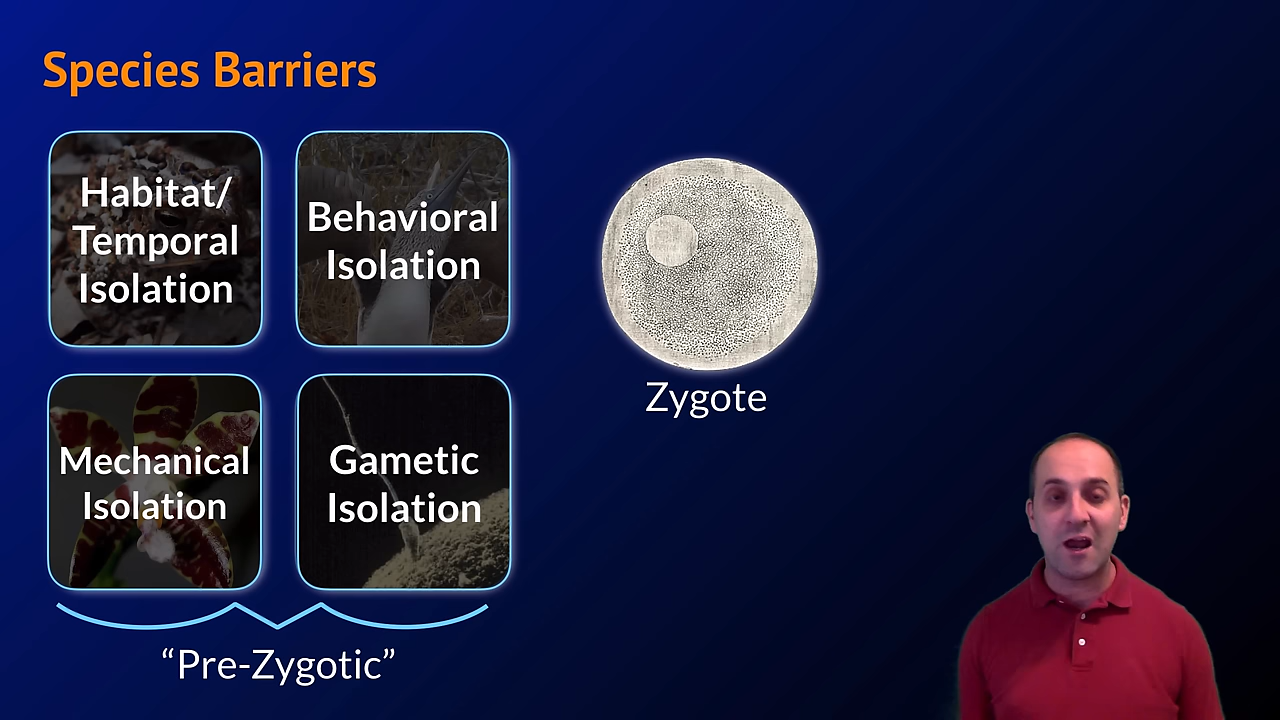 Species Barriers
Habitat/
Temporal
Isolation
Behavioral
Isolation
Mechanical
Isolation
Gametic
Isolation
“Pre-Zygotic”
Zygote